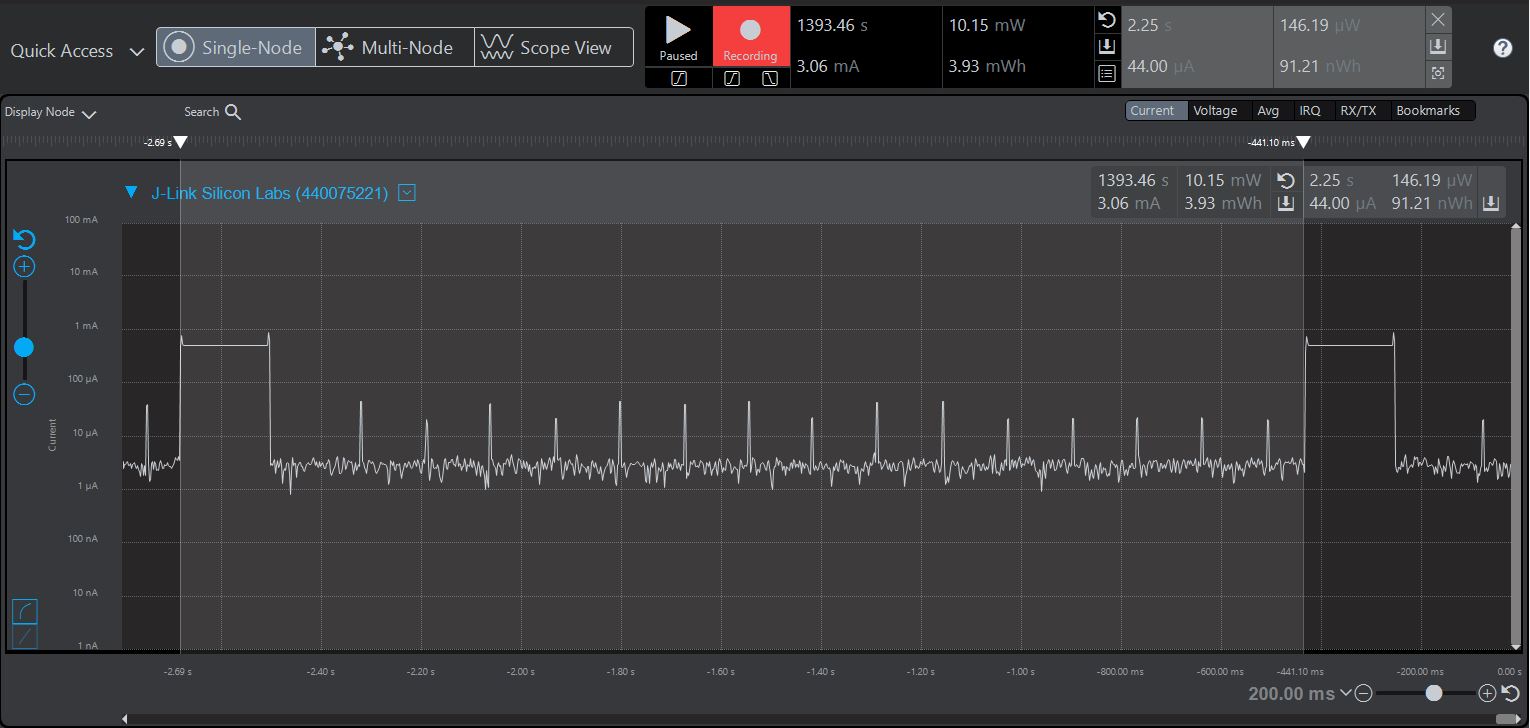 Quick Access
Single-Node
Multi-Node
Scope View
Paused
Recording
1393.46 s
10.15 mW
3.06 mA
3.93 mWh
2.25 s
146.19 µW
44.00 µA
91.21 nWh
?
Display Node
Search
Current
Voltage
Avg
IRQ
RX/TX
Bookmarks
-2.69 s
-441.10 ms
J-Link Silicon Labs (440075221)
1393.46 s
10.15 mW
2.25 s
146.19 µW
3.06 mA
3.93 mWh
44.00 µA
91.21 nWh
100 mA
10 mA
1 mA
100 µA
10 µA
1 µA
100 nA
10 nA
1 nA
Current
-2.69 s
-2.40 s
-2.20 s
-2.00 s
-1.80 s
-1.60 s
-1.40 s
-1.20 s
-1.00 s
-800.00 ms
-600.00 ms
-441.10 ms
-200.00 ms
0.00 s
200.00 ms